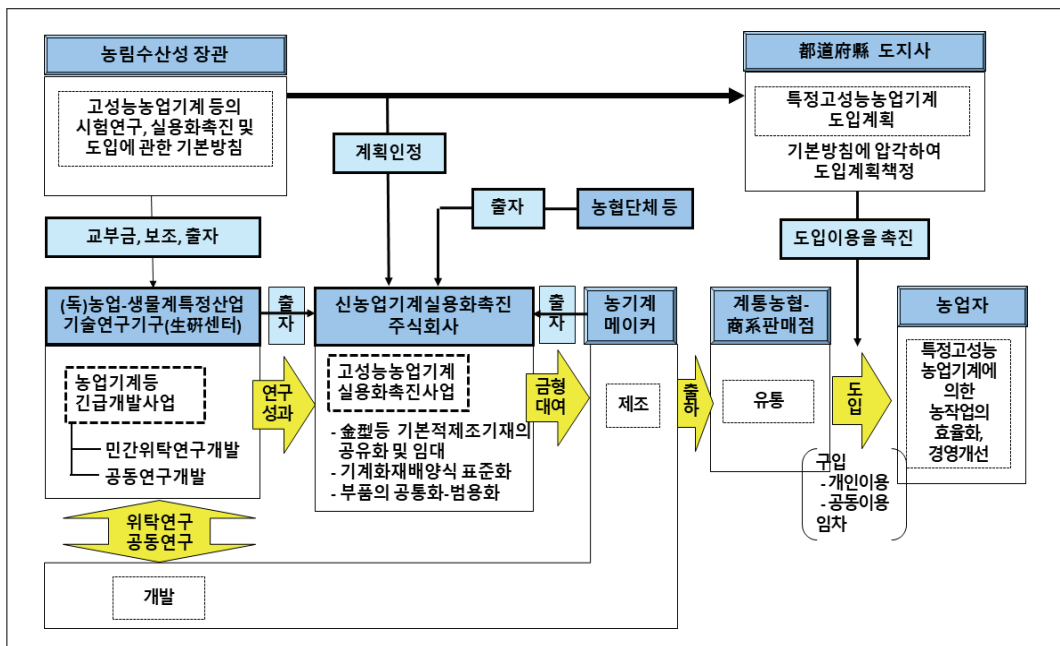 농림수산성 장관
고성능농업기계 등의
시험연구, 실용화촉진 및
도입에 관한 기본방침
都道府縣 도지사
특정고성능농업기계
도입계획
기본방침에 압각하여
도입계획책정
계획인정
출자
농협단체 등
교부금, 보조, 출자
도입이용을 촉진
(독)농업-생물계특정산업
기술연구기구(生硏센터)
출
자
신농업기계실용화촉진
주식회사
출
자
농기계
메이커
계통농협-
商系판매점
농업자
농업기계등
긴급개발사업
민간위탁연구개발
공동연구개발
연구
성과
고성능농업기계
실용화촉진사업
- 金型등 기본적제조기재의
공유화 및 임대
- 기계화재배양식 표준화
- 부품의 공통화-범용화
금형
대여
제조
출
하
유통
도
입
특정고성능
농업기계에
의한
농작업의
효율화,
경영개선
구입
- 개인이용
- 공동이용
임차
위탁연구
공동연구
개발